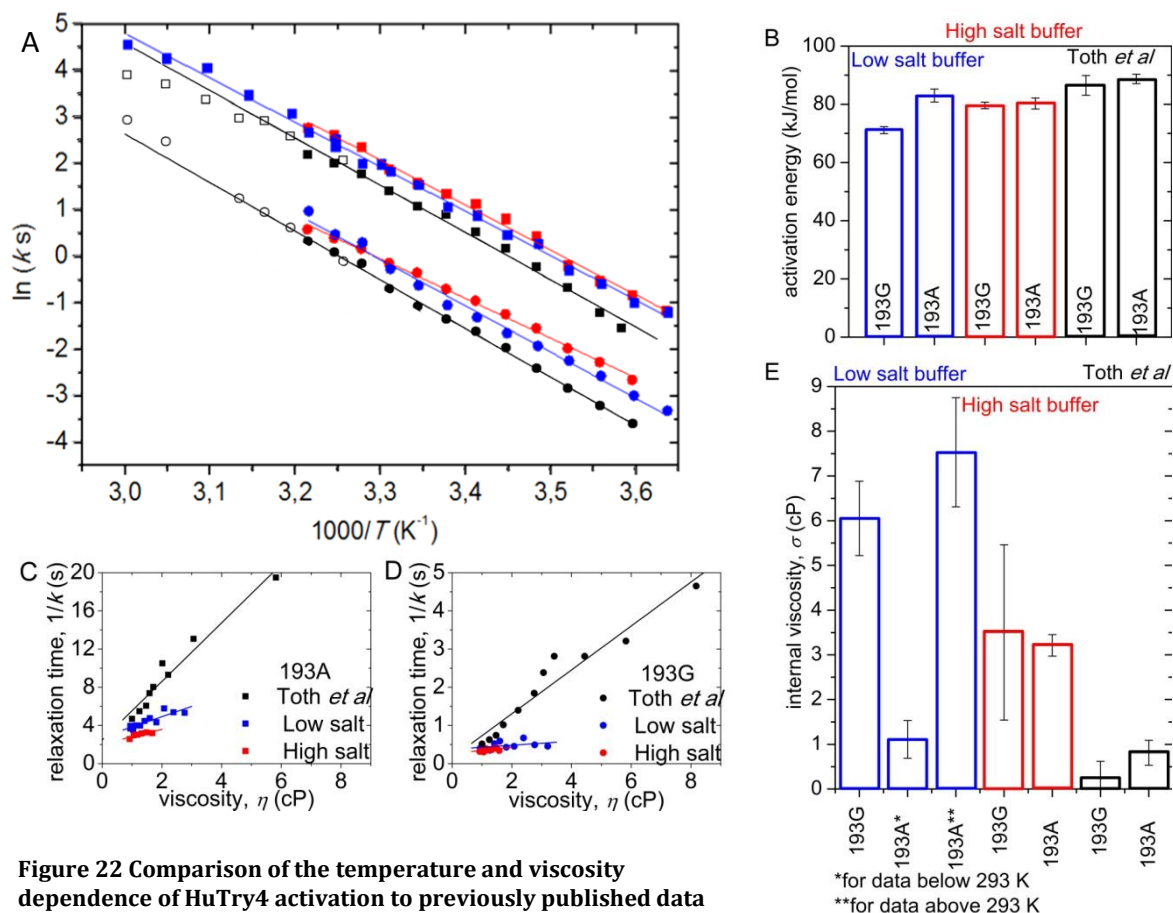 A
ln (k s)
5
4
3
2
1
0
-1
-2
-3
-4
3,0 3,1 3,2 3,3 3,4 3,5 3,6
1000/T (K⁻¹)
B
High salt buffer
Low salt buffer
Toth et al
activation energy (kJ/mol)
100
80
60
40
20
0
193G 193A 193G 193A 193G 193A
C
relaxation time, 1/k (s)
20
16
12
8
4
0
193A
Toth et al
Low salt
High salt
0 2 4 6 8
viscosity, η (cP)
D
relaxation time, 1/k (s)
5
4
3
2
1
0
193G
Toth et al
Low salt
High salt
0 2 4 6 8
viscosity, η (cP)
E
Low salt buffer
Toth et al
High salt buffer
internal viscosity, σ (cP)
9
8
7
6
5
4
3
2
1
0
193G 193A* 193A** 193G 193A 193G 193A
*for data below 293 K
**for data above 293 K
Figure 22 Comparison of the temperature and viscosity
dependence of HuTry4 activation to previously published data